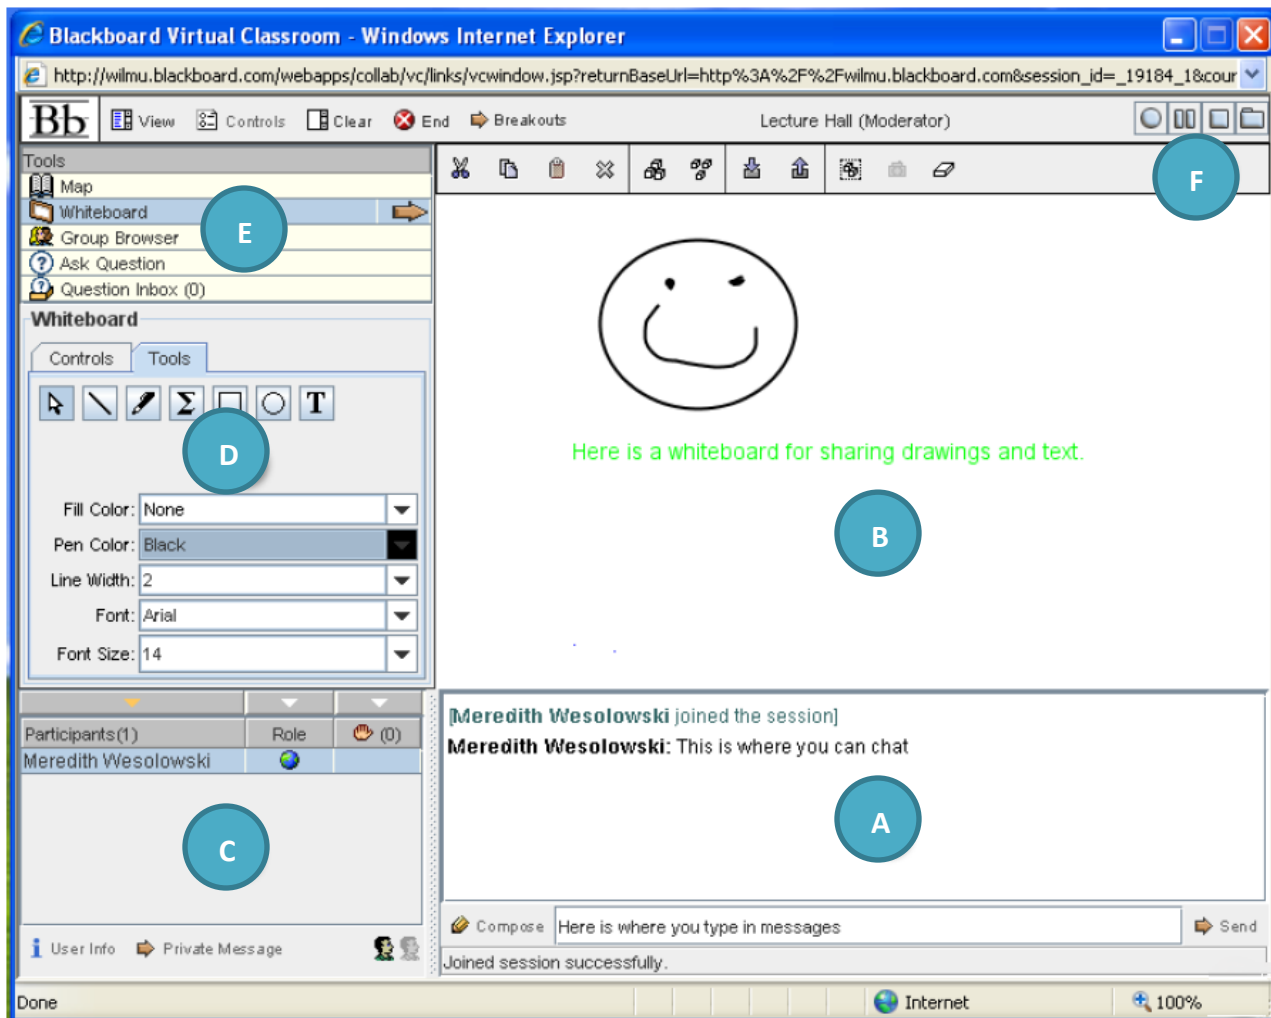 Blackboard Virtual Classroom - Windows Internet Explorer
http://wilmu.blackboard.com/webapps/collab/vc/links/vcwindow.jsp?returnBaseUrl=http%3A%2F%2Fwilmu.blackboard.com&session_id=_19184_1&cour
Bb View Controls Clear End Breakouts Lecture Hall (Moderator)
Tools
Map
F
Whiteboard
E
Group Browser
Ask Question
Question Inbox (0)
Whiteboard
Controls Tools
Σ T
D
Here is a whiteboard for sharing drawings and text.
Fill Color: None
B
Pen Color: Black
Line Width: 2
Font: Arial
Font Size: 14
[Meredith Wesolowski joined the session]
Participants(1) Role (0)
Meredith Wesolowski: This is where you can chat
Meredith Wesolowski
A
C
Compose Here is where you type in messages Send
User Info Private Message
Joined session successfully.
Done Internet 100%